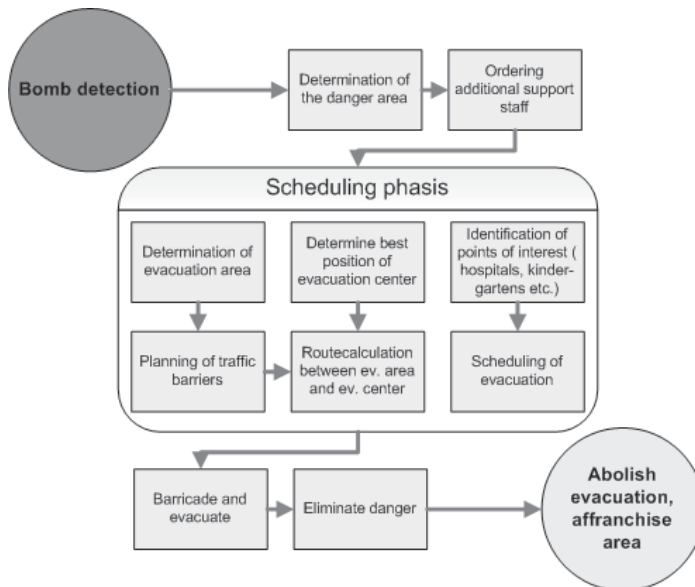 Bomb detection
Determination of
the danger area
Ordering
additional support
staff
Scheduling phasis
Determination of
evacuation area
Determine best
position of
evacuation center
Identification of
points of interest (
hospitals, kinder-
gartens etc.)
Planning of traffic
barriers
Routecalculation
between ev. area
and ev. center
Scheduling of
evacuation
Barricade and
evacuate
Eliminate danger
Abolish
evacuation,
affranchise
area